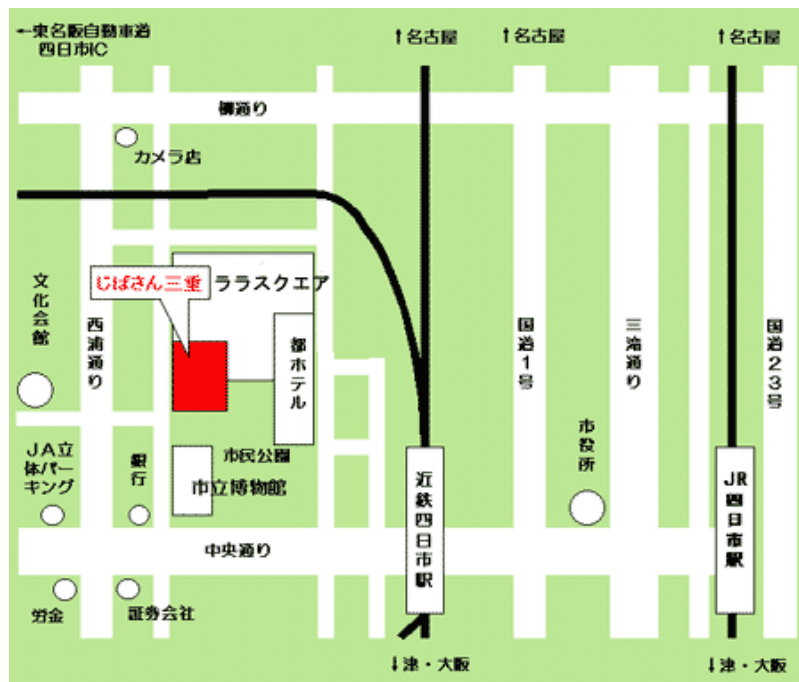 ←東名阪自動車道
四日市IC
↑名古屋
↑名古屋
↑名古屋
柳通り
カメラ店
じばさん三重
ララスクエア
文化会館
西浦通り
都ホテル
国道1号
三滝通り
国道23号
JA立
体パー
キング
銀行
市民公園
市立博物館
市役所
近鉄四日市駅
JR四日市駅
中央通り
労金
証券会社
↓津・大阪
↓津・大阪